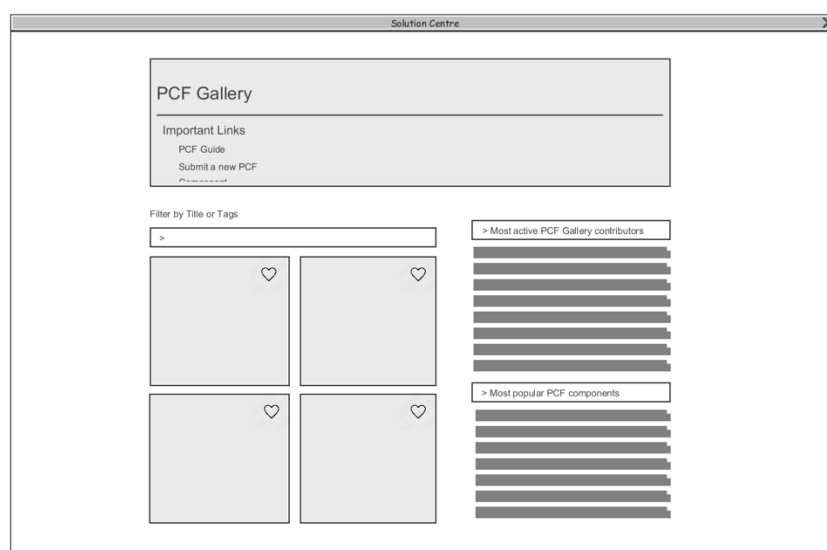 Solution Centre
PCF Gallery
Important Links
PCF Guide
Submit a new PCF
Component
Filter by Title or Tags
>
> Most active PCF Gallery contributors
> Most popular PCF components